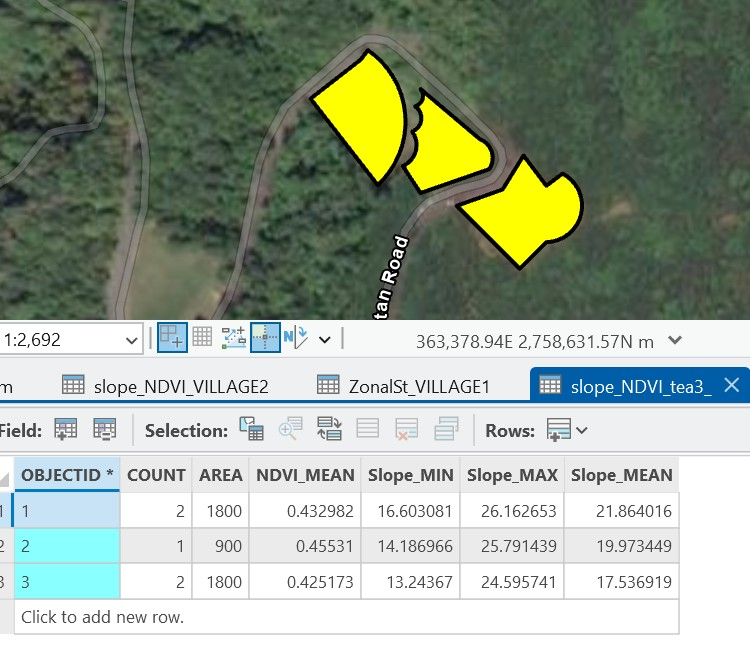 tan Road
1:2,692
363,378.94E 2,758,631.57N m
m slope_NDVI_VILLAGE2 ZonalSt_VILLAGE1 slope_NDVI_tea3_
Field: Selection: Rows:
OBJECTID * COUNT AREA NDVI_MEAN Slope_MIN Slope_MAX Slope_MEAN
1 1 2 1800 0.432982 16.603081 26.162653 21.864016
2 2 1 900 0.45531 14.186966 25.791439 19.973449
3 3 2 1800 0.425173 13.24367 24.595741 17.536919
Click to add new row.